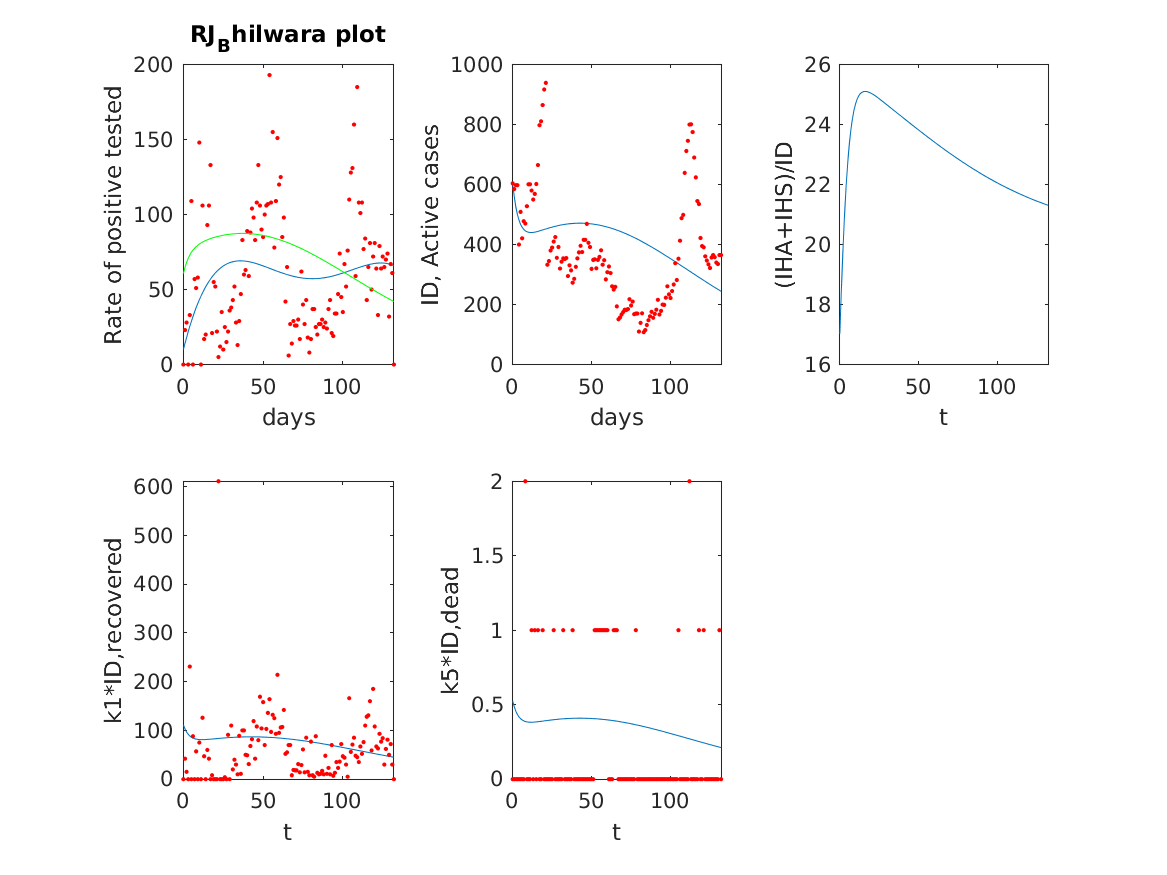 RJ_Bhilwara plot
Rate of positive tested
200
150
100
50
0
0 50 100
days
ID, Active cases
1000
800
600
400
200
0
0 50 100
days
(IHA+IHS)/ID
26
24
22
20
18
16
0 50 100
t
k1*ID,recovered
600
500
400
300
200
100
0
0 50 100
t
k5*ID,dead
2
1.5
1
0.5
0
0 50 100
t